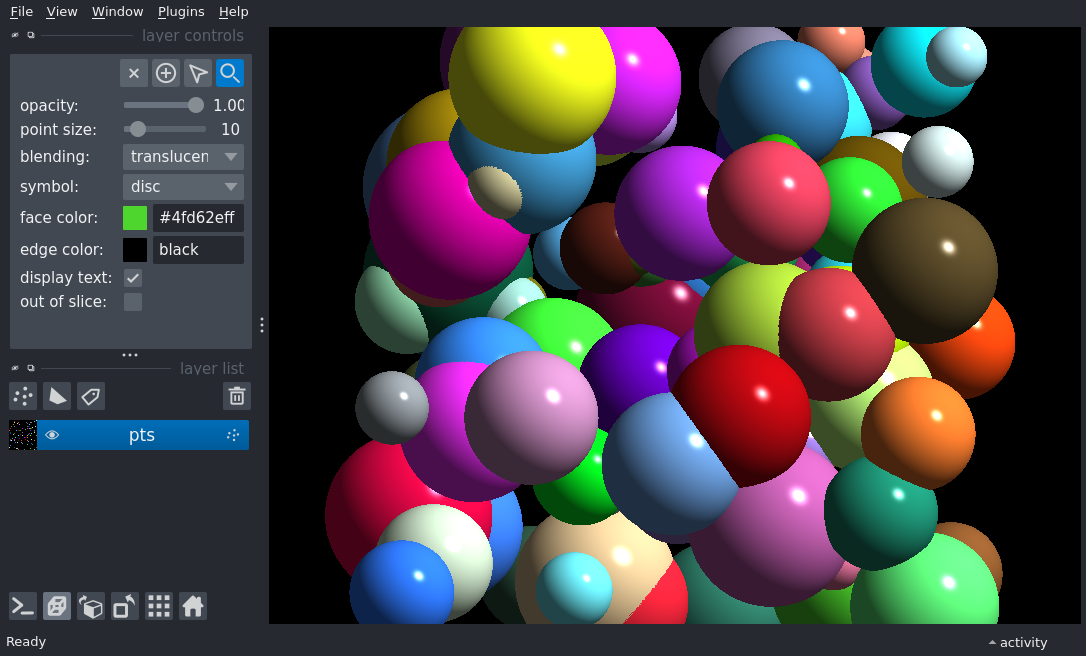 File View Window Plugins Help
layer controls
opacity: 1.00
point size: 10
blending: translucen
symbol: disc
face color: #4fd62eff
edge color: black
display text:
out of slice:
layer list
pts
Ready
activity